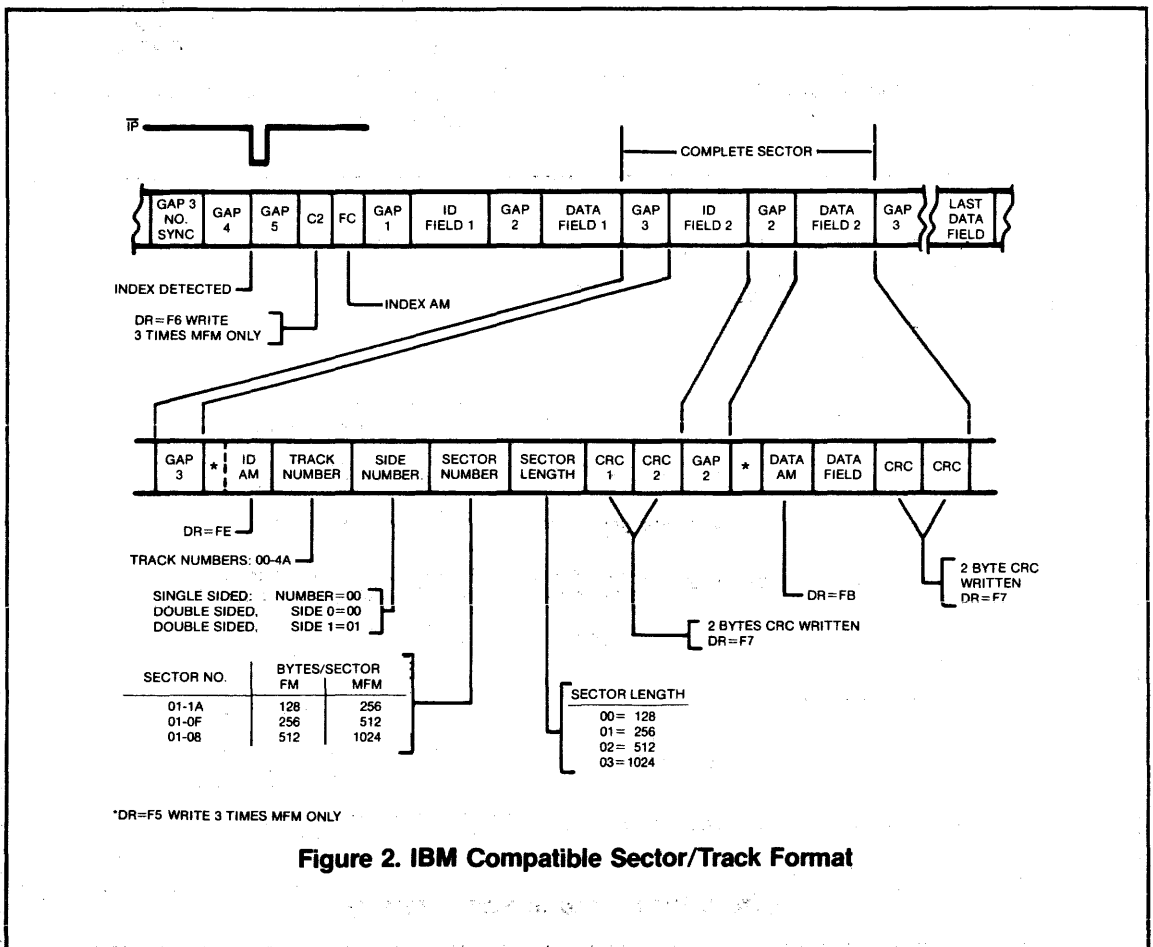 IP
COMPLETE SECTOR
GAP 3 NO. SYNC
GAP 4
GAP 5
C2
FC
GAP 1
ID FIELD 1
GAP 2
DATA FIELD 1
GAP 3
ID FIELD 2
GAP 2
DATA FIELD 2
GAP 3
LAST DATA FIELD
INDEX DETECTED
INDEX AM
DR=F6 WRITE
3 TIMES MFM ONLY
GAP 3
*
ID AM
TRACK NUMBER
SIDE NUMBER.
SECTOR NUMBER
SECTOR LENGTH
CRC 1
CRC 2
GAP 2
*
DATA AM
DATA FIELD
CRC
CRC
DR=FE
TRACK NUMBERS: 00-4A
SINGLE SIDED: NUMBER=00
DOUBLE SIDED, SIDE 0=00
DOUBLE SIDED, SIDE 1=01
DR=FB
2 BYTE CRC
WRITTEN
DR=F7
2 BYTES CRC WRITTEN
DR=F7
SECTOR NO. BYTES/SECTOR
FM MFM
01-1A 128 256
01-0F 256 512
01-08 512 1024
SECTOR LENGTH
00= 128
01= 256
02= 512
03=1024
*DR=F5 WRITE 3 TIMES MFM ONLY
Figure 2. IBM Compatible Sector/Track Format